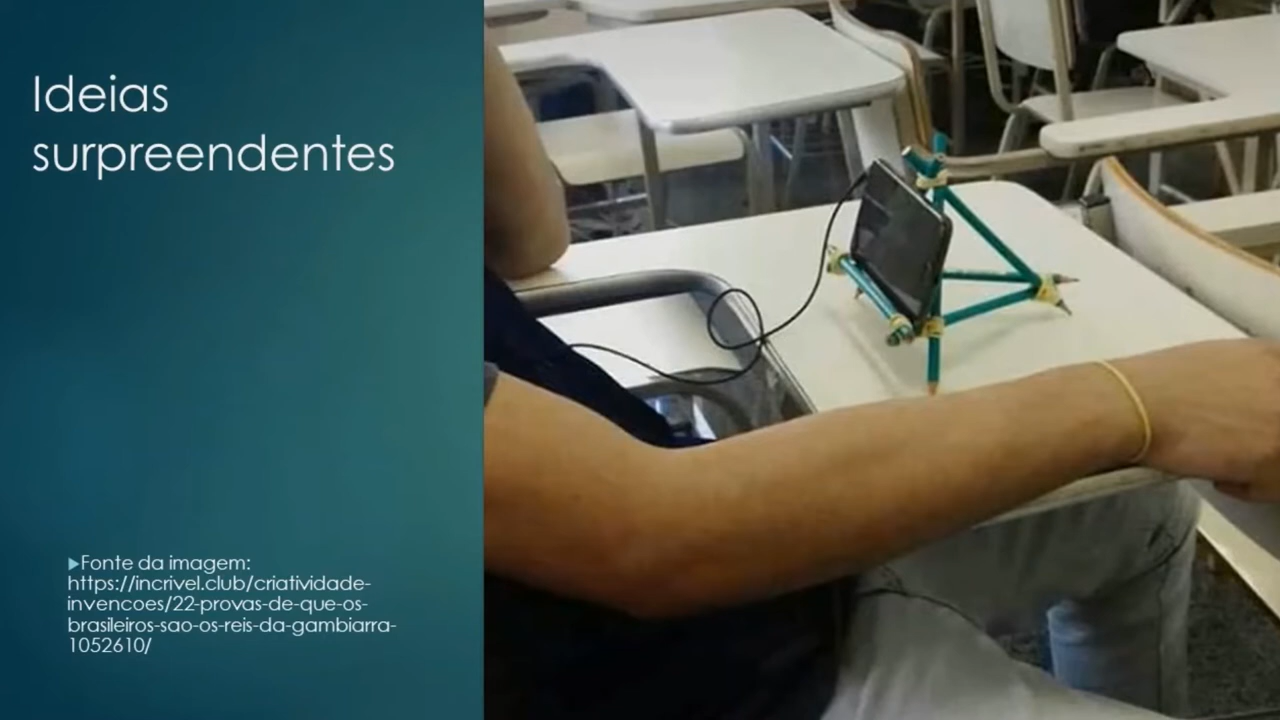 Ideias
surpreendentes
Fonte da imagem:
https://incrivel.club/criatividade-
invencoes/22-provas-de-que-os-
brasileiros-sao-os-reis-da-gambiarra-
1052610/